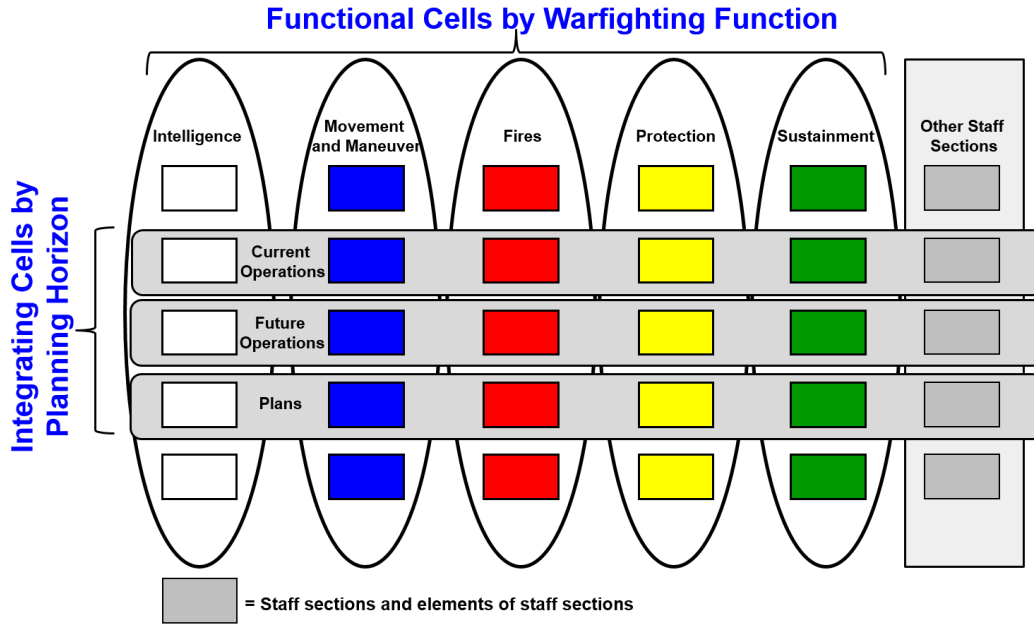 Functional Cells by Warfighting Function
Intelligence
Movement
and Maneuver
Fires
Protection
Sustainment
Other Staff
Sections
Integrating Cells by
Planning Horizon
Current
Operations
Future
Operations
Plans
= Staff sections and elements of staff sections